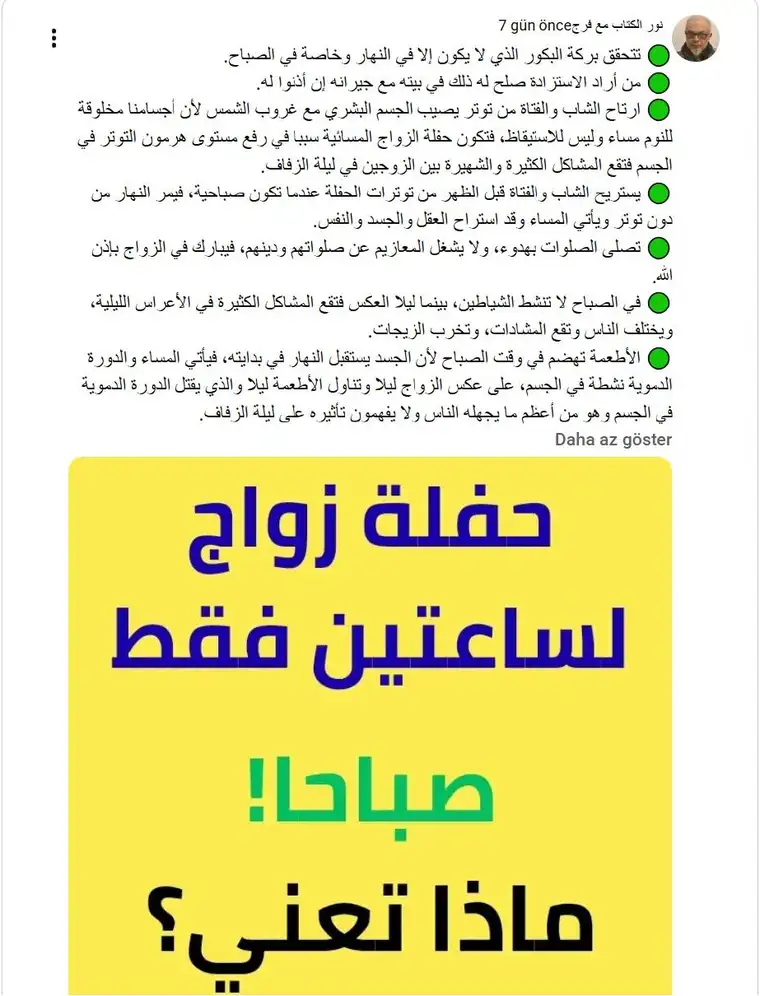 نور الكتاب مع فرج7 gün önce
تتحقق بركة البكور الذي لا يكون إلا في النهار وخاصة في الصباح.
من أراد الاستزادة صلح له ذلك في بيته مع جيرانه إن أذنوا له.
ارتاح الشاب والفتاة من توتر يصيب الجسم البشري مع غروب الشمس لأن أجسامنا مخلوقة
للنوم مساء وليس للاستيقاظ، فتكون حفلة الزواج المسائية سببا في رفع مستوى هرمون التوتر في
الجسم فتقع المشاكل الكثيرة والشهيرة بين الزوجين في ليلة الزفاف.
يستريح الشاب والفتاة قبل الظهر من توترات الحفلة عندما تكون صباحية، فيمر النهار من
دون توتر ويأتي المساء وقد استراح العقل والجسد والنفس.
تصلى الصلوات بهدوء، ولا يشغل المعازيم عن صلواتهم ودينهم، فيبارك في الزواج بإذن
الله.
في الصباح لا تنشط الشياطين، بينما ليلا العكس فتقع المشاكل الكثيرة في الأعراس الليلية،
ويختلف الناس وتقع المشادات، وتخرب الزيجات.
الأطعمة تهضم في وقت الصباح لأن الجسد يستقبل النهار في بدايته، فيأتي المساء والدورة
الدموية نشطة في الجسم، على عكس الزواج ليلا وتناول الأطعمة ليلا والذي يقتل الدورة الدموية
في الجسم وهو من أعظم ما يجهله الناس ولا يفهمون تأثيره على ليلة الزفاف.
Daha az göster
حفلة زواج
لساعتين فقط
صباحا!
ماذا تعني؟